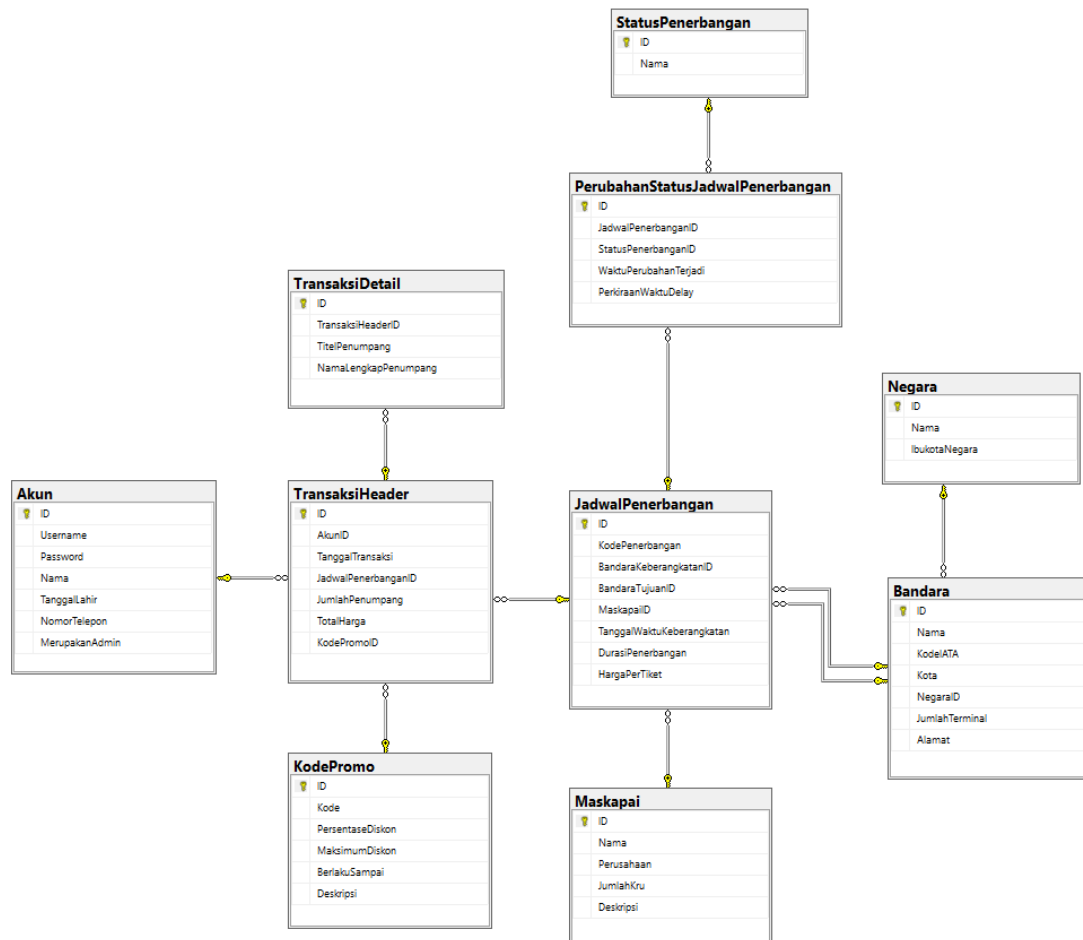 StatusPenerbangan
ID
Nama
PerubahanStatusJadwalPenerbangan
ID
JadwalPenerbanganID
StatusPenerbanganID
WaktuPerubahanTerjadi
PerkiraanWaktuDelay
TransaksiDetail
ID
TransaksiHeaderID
TitelPenumpang
NamaLengkapPenumpang
Negara
ID
Nama
IbukotaNegara
Akun
ID
Username
Password
Nama
TanggalLahir
NomorTelepon
MerupakanAdmin
TransaksiHeader
ID
AkunID
TanggalTransaksi
JadwalPenerbanganID
JumlahPenumpang
TotalHarga
KodePromoID
JadwalPenerbangan
ID
KodePenerbangan
BandaraKeberangkatanID
BandaraTujuanID
MaskapaiID
TanggalWaktuKeberangkatan
DurasiPenerbangan
HargaPerTiket
Bandara
ID
Nama
KodeIATA
Kota
NegaraID
JumlahTerminal
Alamat
KodePromo
ID
Kode
PersentaseDiskon
MaksimumDiskon
BerlakuSampai
Deskripsi
Maskapai
ID
Nama
Perusahaan
JumlahKru
Deskripsi